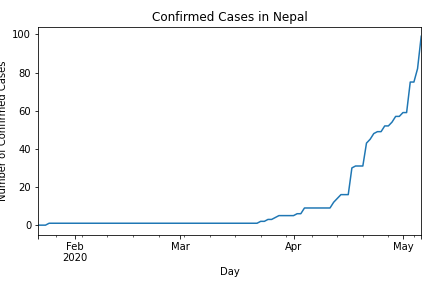 Confirmed Cases in Nepal
100
80
60
40
20
0
Number of Confirmed Cases
Feb
2020
Mar
Apr
May
Day